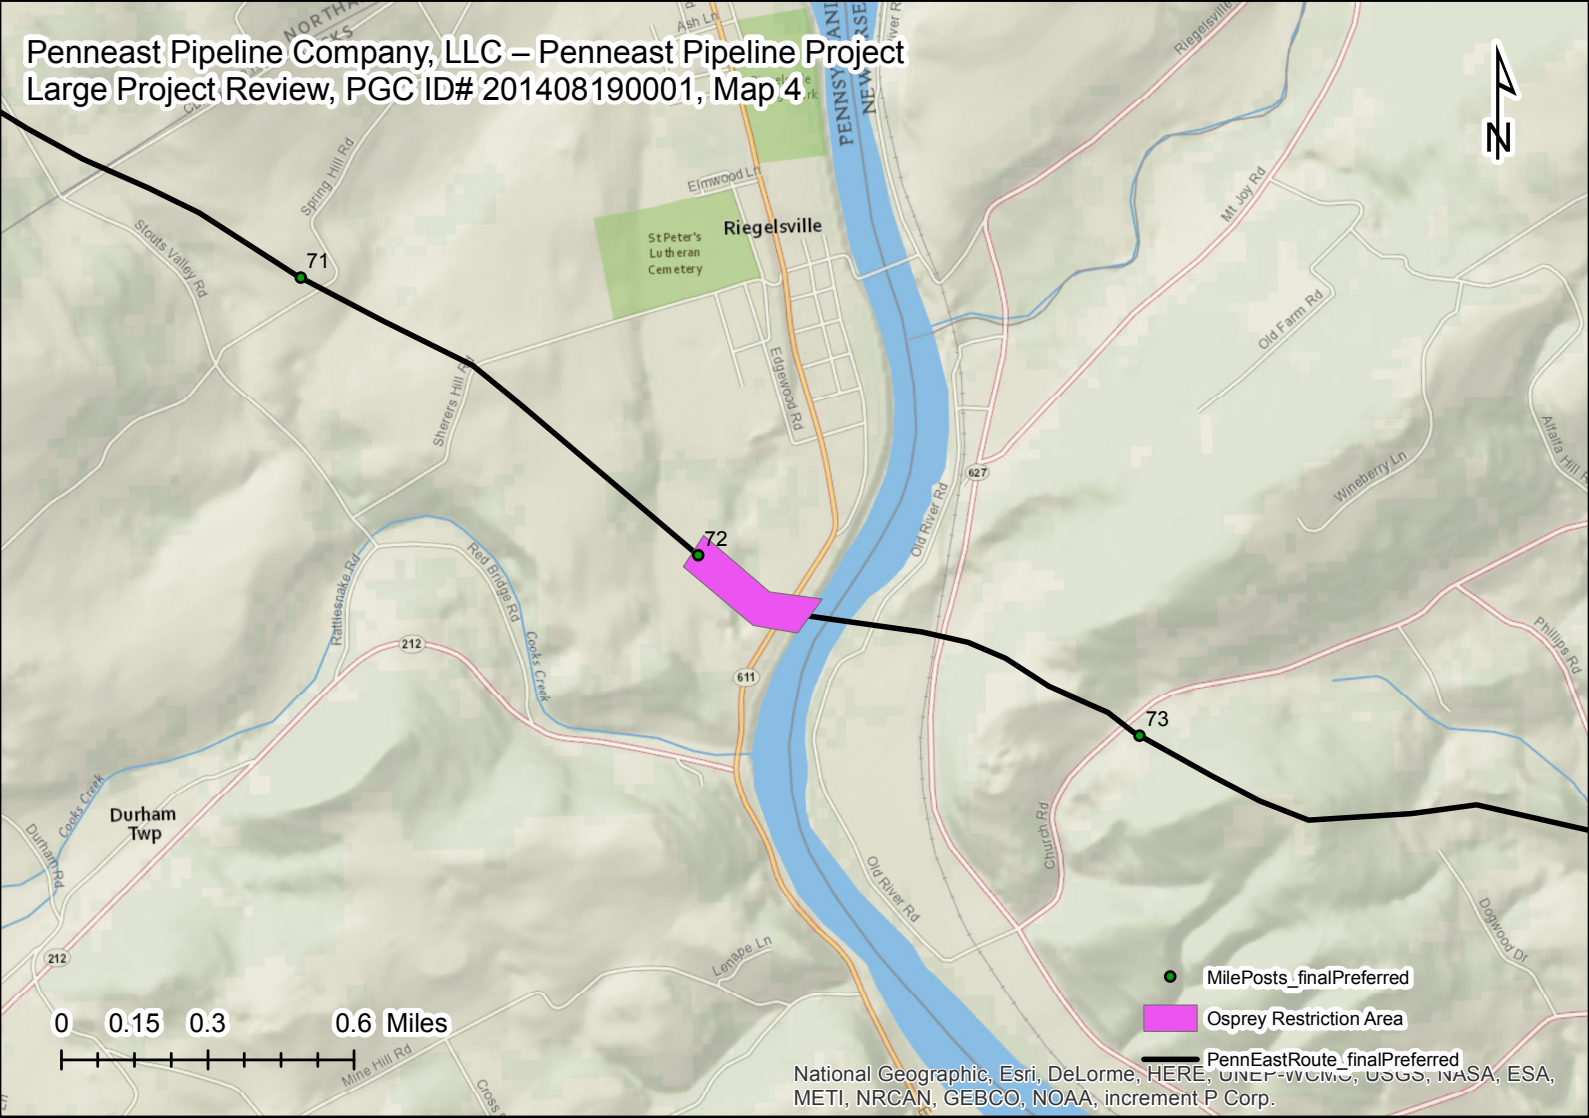 Penneast Pipeline Company, LLC – Penneast Pipeline Project
Large Project Review, PGC ID# 201408190001, Map 4
Ash Ln
PENNSYLVANI
NEW
ERSE
River R
Riegelsville
N
Spring Hill Rd
Stouts Valley Rd
71
Elmwood Ln
Riegelsville
St Peter's
Lutheran
Cemetery
Mt Joy Rd
Old Farm Rd
Edgewood Rd
Sherers Hill R
Alfalfa Hill R
Wineberry Ln
627
Old River Rd
72
Red Bridge Rd
Rattlesnake Rd
Cooks Creek
212
611
Phillips Rd
73
Cooks Creek
Durham
Twp
Durham Rd
Church Rd
Old River Rd
Dogwood Dr
212
Lenape Ln
Mine Hill Rd
Cross
0 0.15 0.3 0.6 Miles
MilePosts_finalPreferred
Osprey Restriction Area
PennEastRoute_finalPreferred
National Geographic, Esri, DeLorme, HERE, UNEP-WCMC, USGS, NASA, ESA,
METI, NRCAN, GEBCO, NOAA, increment P Corp.